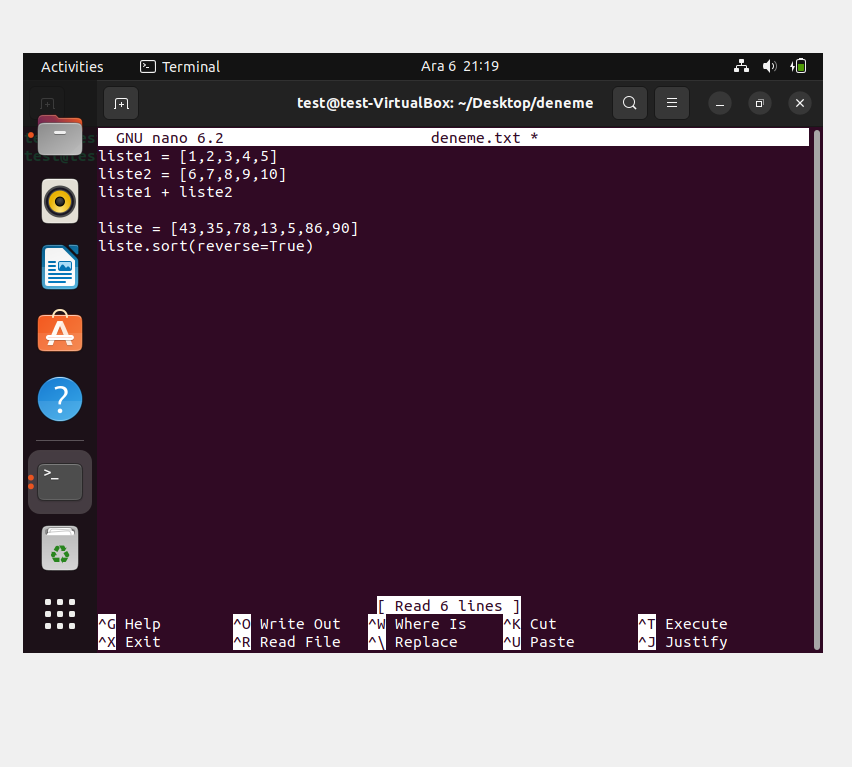 Activities Terminal Ara 6 21:19
test@test-VirtualBox: ~/Desktop/deneme
GNU nano 6.2 deneme.txt *
liste1 = [1,2,3,4,5]
liste2 = [6,7,8,9,10]
liste1 + liste2
liste = [43,35,78,13,5,86,90]
liste.sort(reverse=True)
[ Read 6 lines ]
^G Help ^O Write Out ^W Where Is ^K Cut ^T Execute
^X Exit ^R Read File ^\ Replace ^U Paste ^J Justify